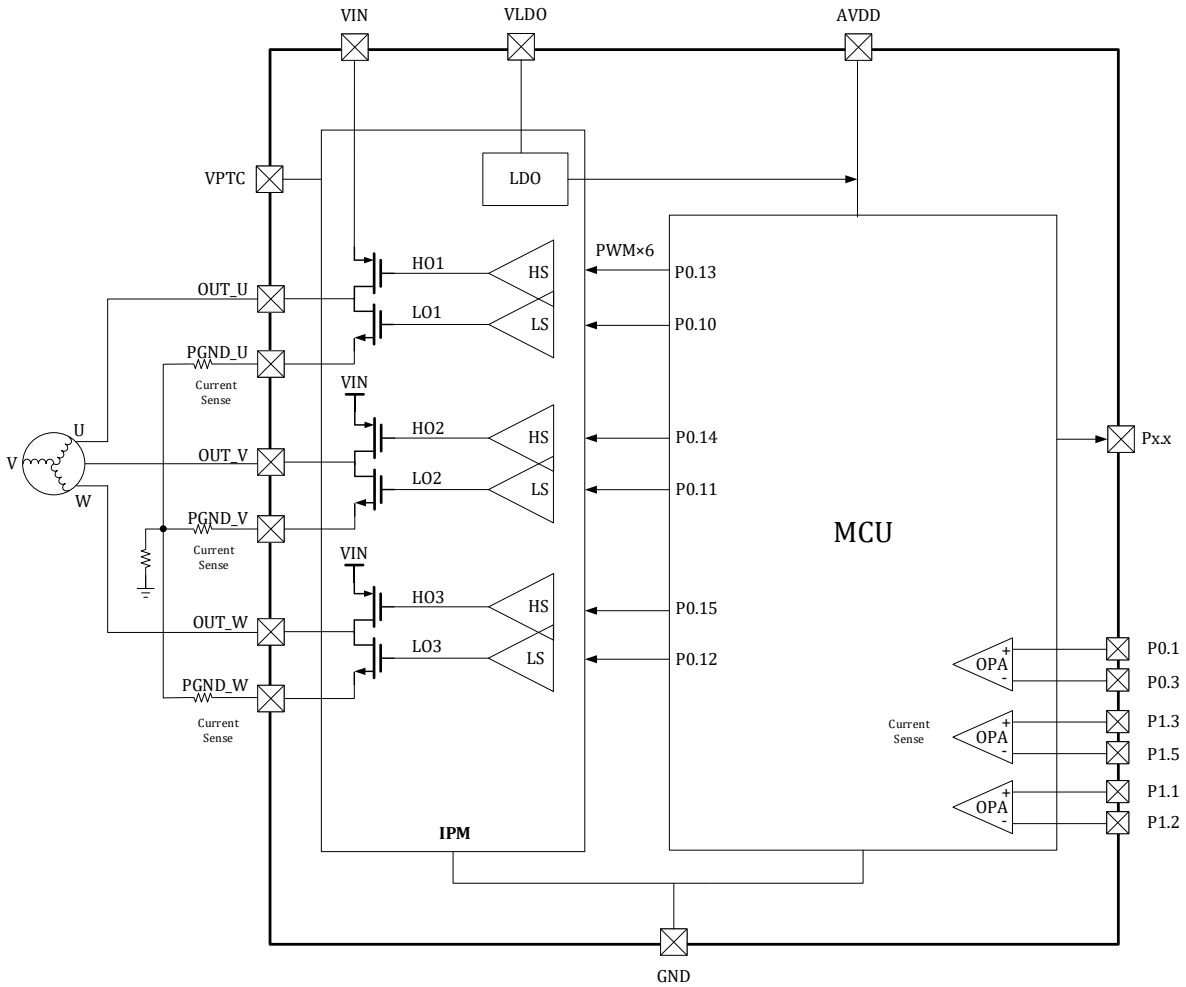 VIN
VLDO
AVDD
VPTC
LDO
PWM×6
HO1
HS
P0.13
OUT_U
LO1
LS
P0.10
PGND_U
Current
Sense
VIN
HO2
HS
P0.14
Px.x
U
V
OUT_V
LO2
LS
P0.11
W
PGND_V
Current
Sense
MCU
VIN
HO3
HS
P0.15
OUT_W
LO3
LS
P0.12
PGND_W
Current
Sense
+
OPA
-
P0.1
P0.3
Current
Sense
+
OPA
-
P1.3
P1.5
+
OPA
-
P1.1
P1.2
IPM
GND